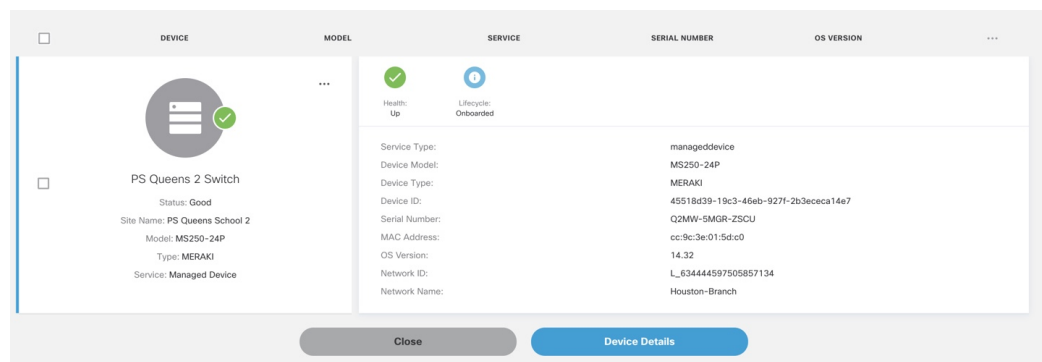 DEVICE MODEL SERVICE SERIAL NUMBER OS VERSION ...
...
PS Queens 2 Switch
Status: Good
Site Name: PS Queens School 2
Model: MS250-24P
Type: MERAKI
Service: Managed Device
Health: Lifecycle:
Up Onboarded
Service Type: manageddevice
Device Model: MS250-24P
Device Type: MERAKI
Device ID: 45518d39-19c3-46eb-927f-2b3ececa14e7
Serial Number: Q2MW-5MGR-ZSCU
MAC Address: cc:9c:3e:01:5d:c0
OS Version: 14.32
Network ID: L_634444597505857134
Network Name: Houston-Branch
Close Device Details